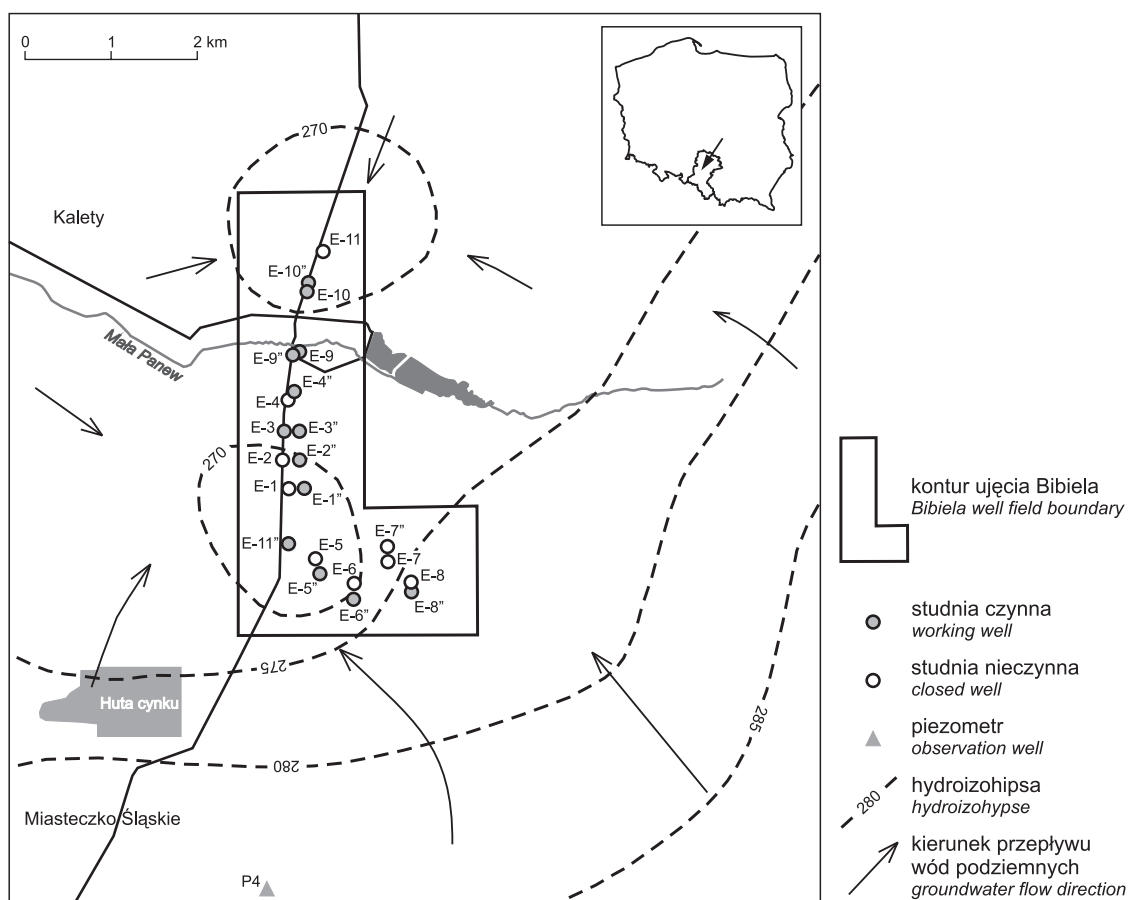 0 1 2 km
270
Kalety
E-11
E-10”
E-10
Mała Panew
E-9”
E-9
E-4”
E-4
E-3
E-3”
270
E-2
E-2”
E-1
E-1”
E-7”
E-11”
E-5
E-7
E-6
E-8
E-5”
E-6”
E-8”
275
Huta cynku
285
280
Miasteczko Śląskie
P4
kontur ujęcia Bibiela
Bibiela well field boundary
studnia czynna
working well
studnia nieczynna
closed well
piezometr
observation well
280
hydroizohipsa
hydroizohypse
kierunek przepływu
wód podziemnych
groundwater flow direction